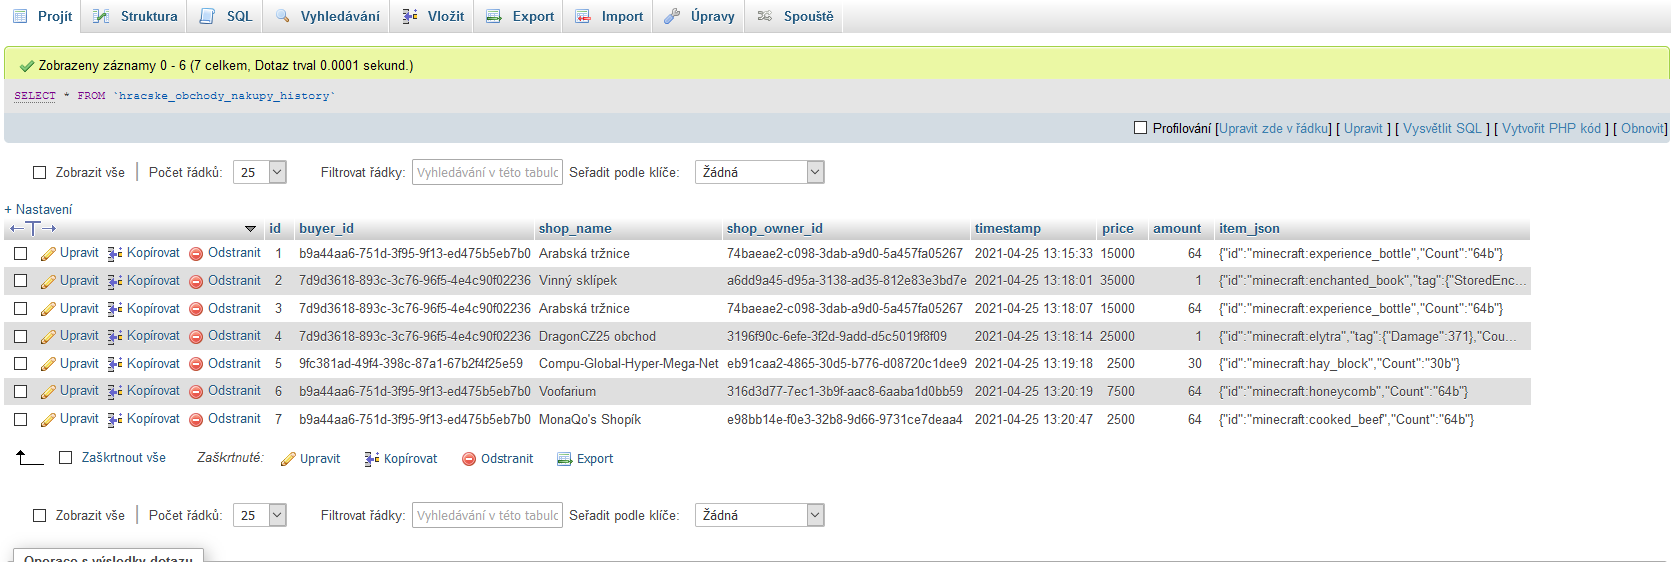 Projít Struktura SQL Vyhledávání Vložit Export Import Úpravy Spouště
Zobrazeny záznamy 0 - 6 (7 celkem, Dotaz trval 0.0001 sekund.)
SELECT * FROM `hracske_obchody_nakupy_history`
Profilování [Upravit zde v řádku] [ Upravit ] [ Vysvětlit SQL ] [ Vytvořit PHP kód ] [ Obnovit]
Zobrazit vše Počet řádků: 25 Filtrovat řádky: Vyhledávání v této tabulc Seřadit podle klíče: Žádná
+ Nastavení
←T→ id buyer_id shop_name shop_owner_id timestamp price amount item_json
Upravit Kopírovat Odstranit 1 b9a44aa6-751d-3f95-9f13-ed475b5eb7b0 Arabská tržnice 74baeae2-c098-3dab-a9d0-5a457fa05267 2021-04-25 13:15:33 15000 64 {"id":"minecraft:experience_bottle","Count":"64b"}
Upravit Kopírovat Odstranit 2 7d9d3618-893c-3c76-96f5-4e4c90f02236 Vinný sklípek a6dd9a45-d95a-3138-ad35-812e83e3bd7e 2021-04-25 13:18:01 35000 1 {"id":"minecraft:enchanted_book","tag":{"StoredEnc...
Upravit Kopírovat Odstranit 3 7d9d3618-893c-3c76-96f5-4e4c90f02236 Arabská tržnice 74baeae2-c098-3dab-a9d0-5a457fa05267 2021-04-25 13:18:07 15000 64 {"id":"minecraft:experience_bottle","Count":"64b"}
Upravit Kopírovat Odstranit 4 7d9d3618-893c-3c76-96f5-4e4c90f02236 DragonCZ25 obchod 3196f90c-6efe-3f2d-9add-d5c5019f8f09 2021-04-25 13:18:14 25000 1 {"id":"minecraft:elytra","tag":{"Damage":371},"Cou...
Upravit Kopírovat Odstranit 5 9fc381ad-49f4-398c-87a1-67b2f4f25e59 Compu-Global-Hyper-Mega-Net eb91caa2-4865-30d5-b776-d08720c1dee9 2021-04-25 13:19:18 2500 30 {"id":"minecraft:hay_block","Count":"30b"}
Upravit Kopírovat Odstranit 6 b9a44aa6-751d-3f95-9f13-ed475b5eb7b0 Voofarium 316d3d77-7ec1-3b9f-aac8-6aaba1d0bb59 2021-04-25 13:20:19 7500 64 {"id":"minecraft:honeycomb","Count":"64b"}
Upravit Kopírovat Odstranit 7 b9a44aa6-751d-3f95-9f13-ed475b5eb7b0 MonaQo's Shopík e98bb14e-f0e3-32b8-9d66-9731ce7deaa4 2021-04-25 13:20:47 2500 64 {"id":"minecraft:cooked_beef","Count":"64b"}
Zaškrtnout vše Zaškrtnuté: Upravit Kopírovat Odstranit Export
Zobrazit vše Počet řádků: 25 Filtrovat řádky: Vyhledávání v této tabulc Seřadit podle klíče: Žádná
Operace s výsledky dotazu